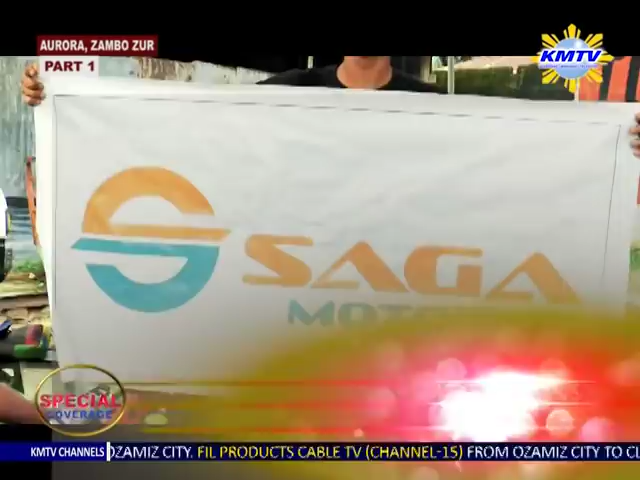 AURORA, ZAMBO ZUR
PART 1
KMTV
SAGA
SPECIAL
COVERAGE
KMTV CHANNELS
OZAMIZ CITY. FIL PRODUCTS CABLE TV (CHANNEL-15) FROM OZAMIZ CITY TO CL